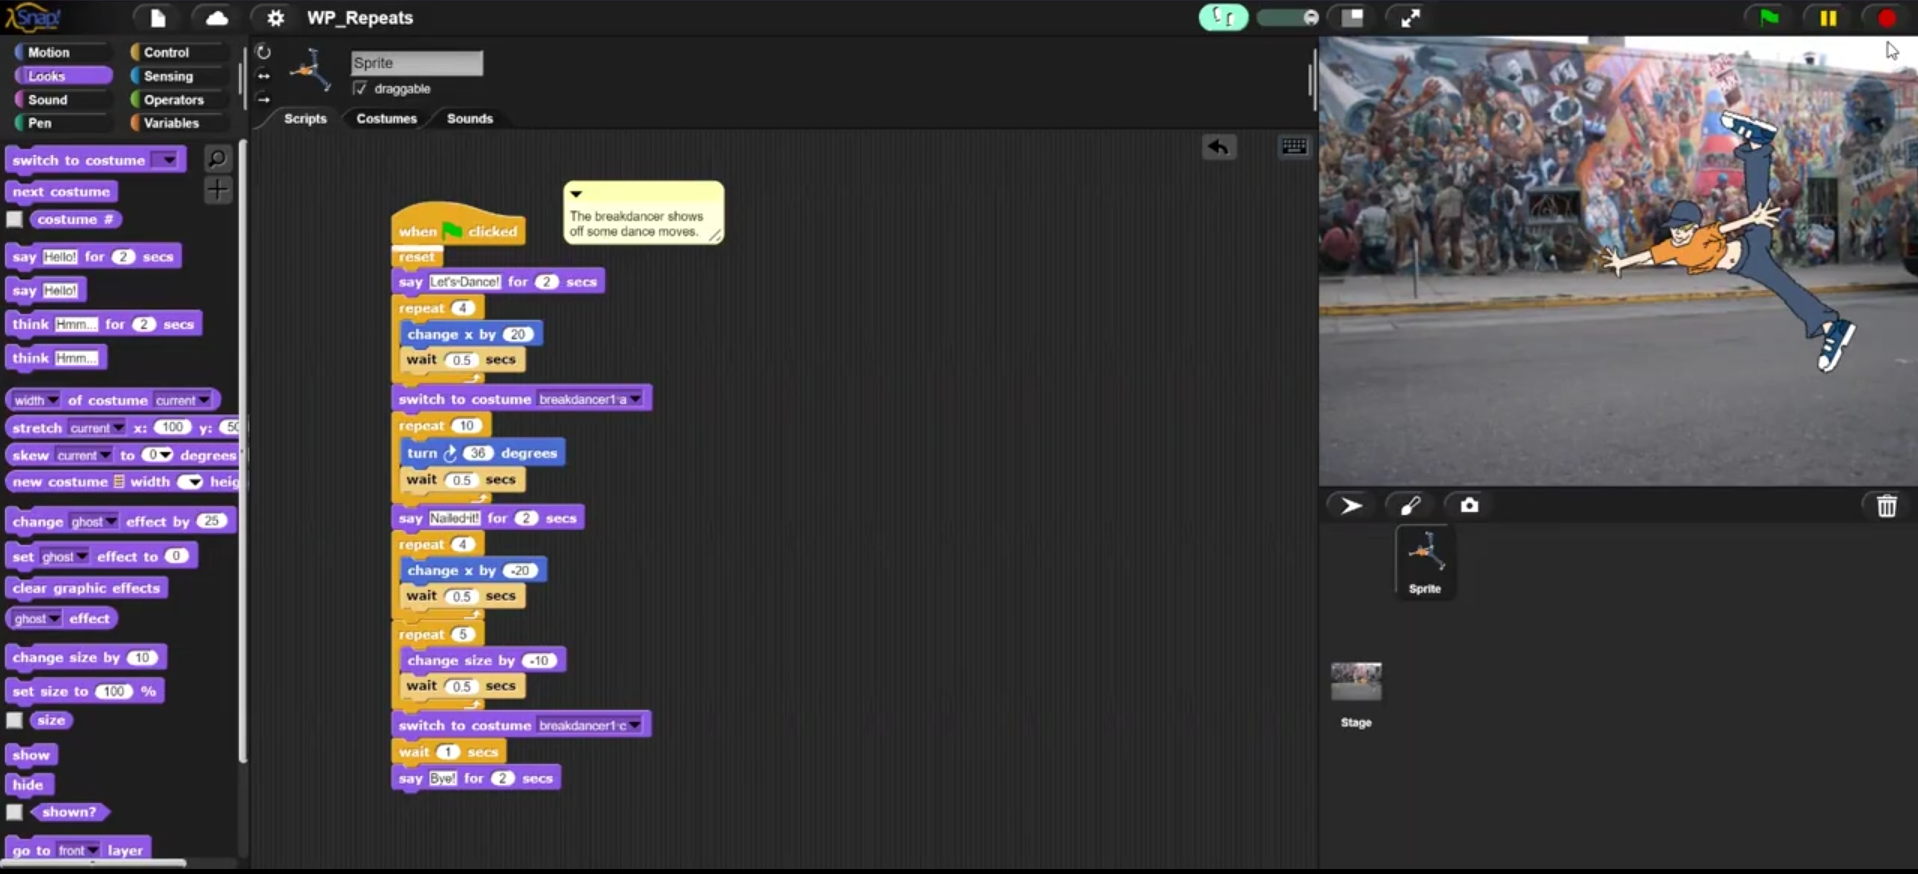 Snap!
WP_Repeats
Motion
Control
Looks
Sensing
Sound
Operators
Pen
Variables
Sprite
draggable
Scripts
Costumes
Sounds
switch to costume
next costume
costume #
say Hello! for 2 secs
say Hello!
think Hmm... for 2 secs
think Hmm...
width of costume current
stretch current x: 100 y: 50
skew current to 0 degrees
new costume width heig
change ghost effect by 25
set ghost effect to 0
clear graphic effects
ghost effect
change size by 10
set size to 100 %
size
show
hide
shown?
go to front layer
The breakdancer shows
off some dance moves.
when clicked
reset
say Let's Dance! for 2 secs
repeat 4
change x by 20
wait 0.5 secs
switch to costume breakdancer1 a
repeat 10
turn 36 degrees
wait 0.5 secs
say Nailed it! for 2 secs
repeat 4
change x by -20
wait 0.5 secs
repeat 5
change size by -10
wait 0.5 secs
switch to costume breakdancer1 c
wait 1 secs
say Bye! for 2 secs
Sprite
Stage